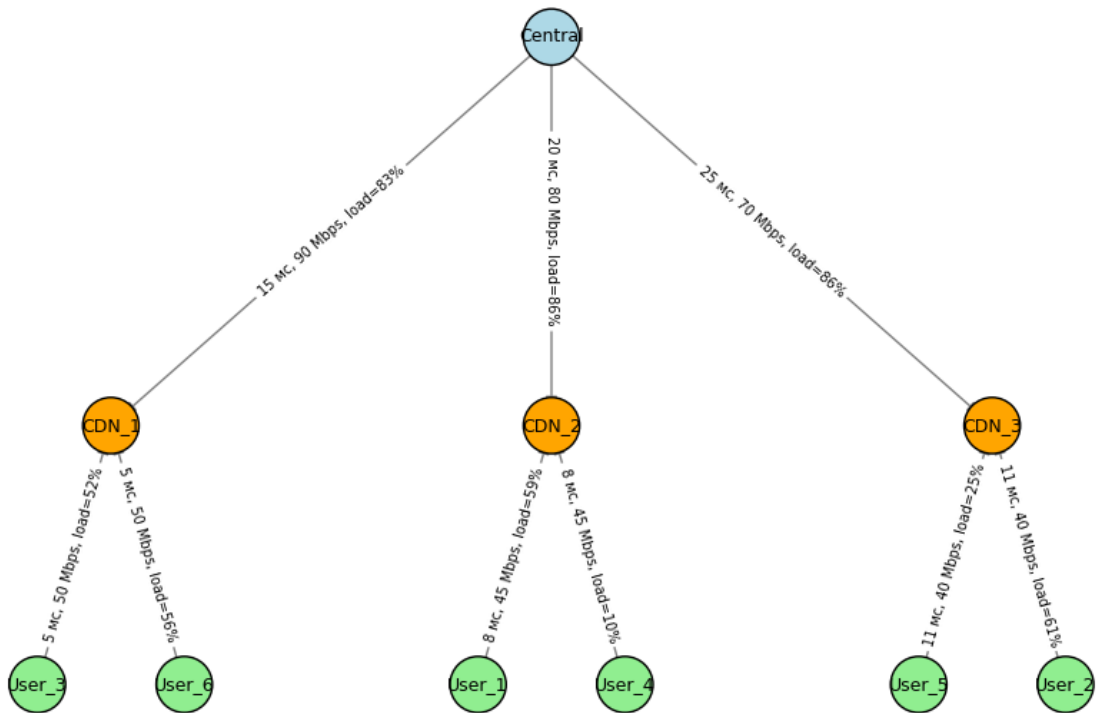 Central
15 мс, 90 Mbps, load=83%
20 мс, 80 Mbps, load=86%
25 мс, 70 Mbps, load=86%
CDN_1
CDN_2
CDN_3
5 мс, 50 Mbps, load=52%
5 мс, 50 Mbps, load=56%
8 мс, 45 Mbps, load=59%
8 мс, 45 Mbps, load=10%
11 мс, 40 Mbps, load=25%
11 мс, 40 Mbps, load=61%
User_3
User_6
User_1
User_4
User_5
User_2